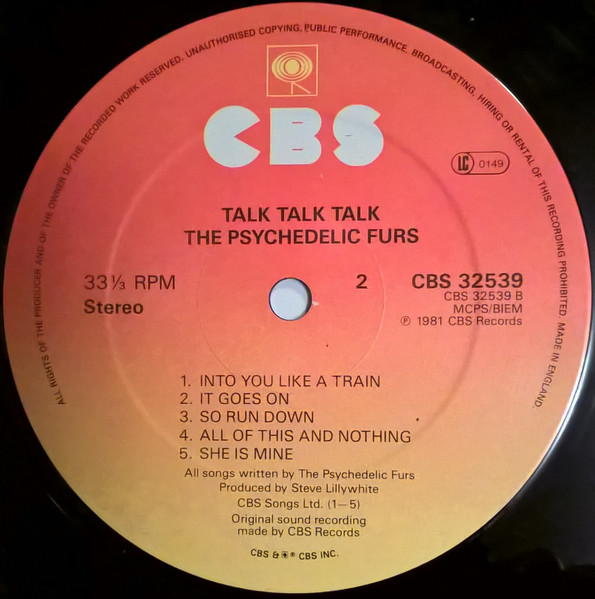 ALL RIGHTS OF THE PRODUCER AND OF THE OWNER OF THE RECORDED WORK RESERVED. UNAUTHORISED COPYING, PUBLIC PERFORMANCE, BROADCASTING, HIRING OR RENTAL OF THIS RECORDING PROHIBITED. MADE IN ENGLAND.
CBS
LC 0149
TALK TALK TALK
THE PSYCHEDELIC FURS
33⅓ RPM 2 CBS 32539
Stereo CBS 32539 B
MCPS/BIEM
℗ 1981 CBS Records
1. INTO YOU LIKE A TRAIN
2. IT GOES ON
3. SO RUN DOWN
4. ALL OF THIS AND NOTHING
5. SHE IS MINE
All songs written by The Psychedelic Furs
Produced by Steve Lillywhite
CBS Songs Ltd. (1—5)
Original sound recording
made by CBS Records
CBS & ® CBS INC.